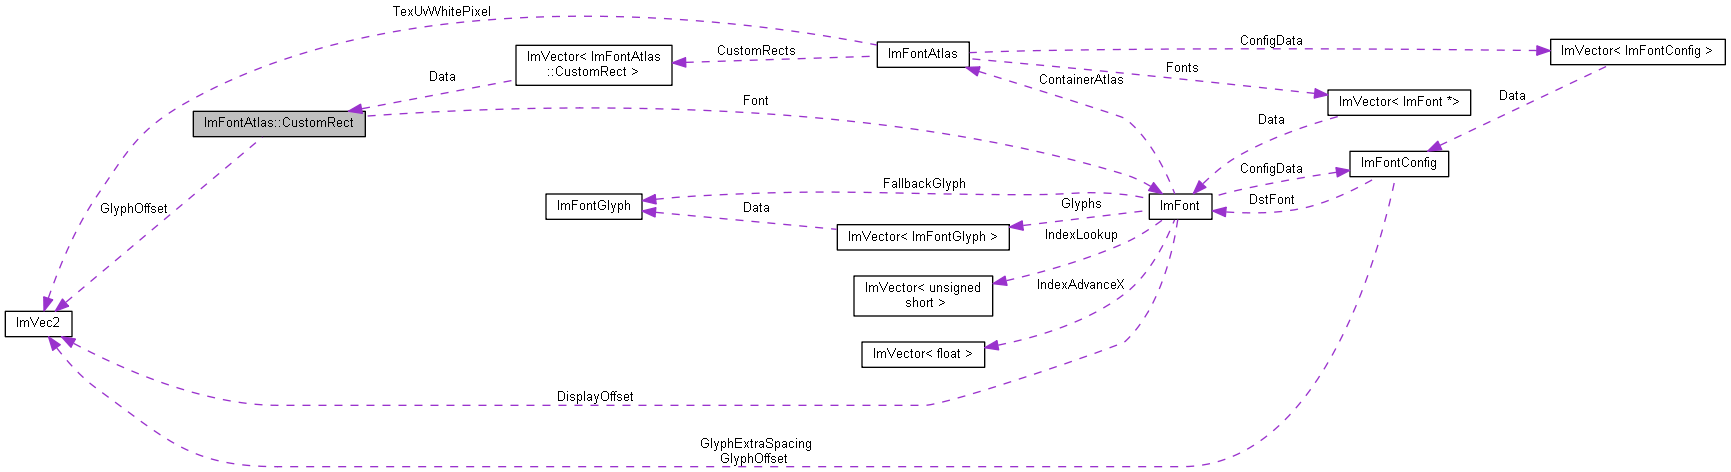 TexUvWhitePixel
ImVector< ImFontAtlas
::CustomRect >
CustomRects
ImFontAtlas
ConfigData
ImVector< ImFontConfig >
Data
ContainerAtlas
Fonts
ImFontAtlas::CustomRect
Font
ImVector< ImFont *>
Data
Data
ImFontConfig
GlyphOffset
ImFontGlyph
FallbackGlyph
Data
Glyphs
ImFont
ConfigData
DstFont
ImVector< ImFontGlyph >
IndexLookup
ImVector< unsigned
short >
IndexAdvanceX
ImVec2
ImVector< float >
DisplayOffset
GlyphExtraSpacing
GlyphOffset